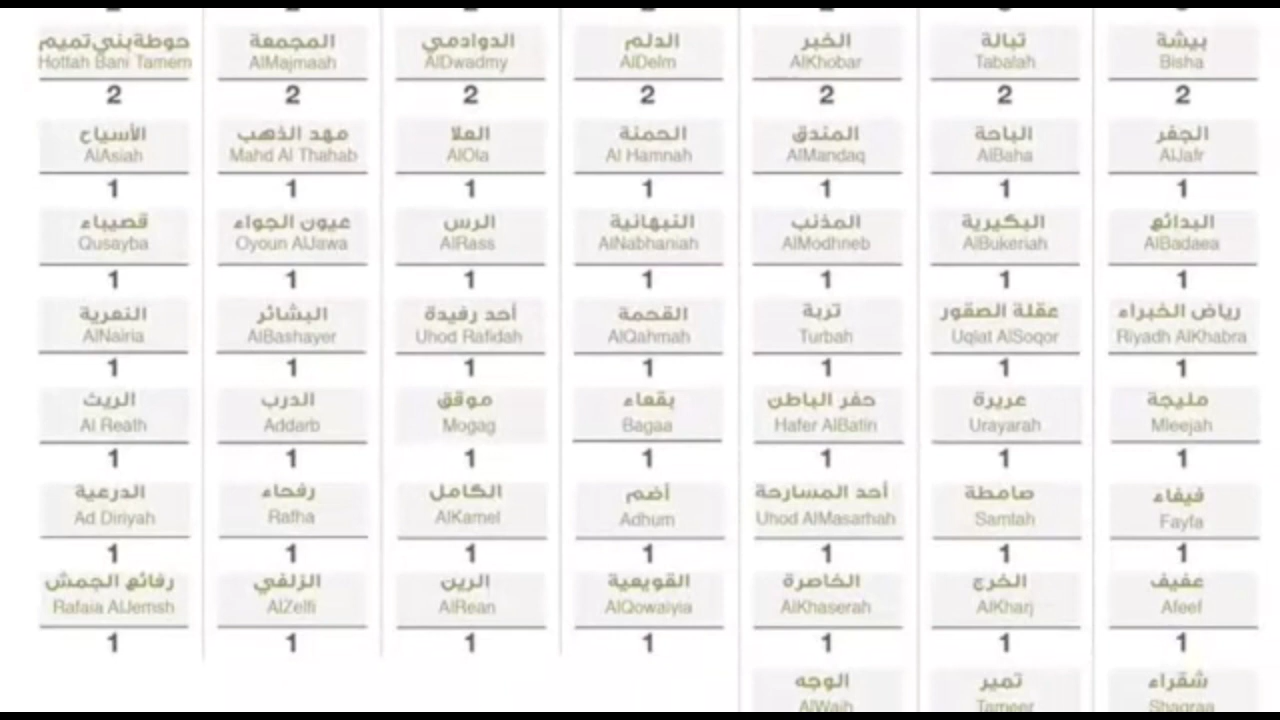 بيشة تبالة الخبر الدلم الدوادمي المجمعة حوطة بني تميم
Hottah Bani Tamem AlMajmaah AlDwadmy AlDelm AlKhobar Tabalah Bisha
2 2 2 2 2 2 2
الجفر الباحة المندق الحمنة العلا مهد الذهب الأسياح
AlAsiah Mahd Al Thahab AlOla Al Hamnah AlMandaq AlBaha AlJafr
1 1 1 1 1 1 1
البدائع البكيرية المذنب النبهانية الرس عيون الجواء قصيباء
Qusayba Oyoun AlJawa AlRass AlNabhaniah AlModhneb AlBukeriah AlBadaea
1 1 1 1 1 1 1
رياض الخبراء عقلة الصقور تربة القحمة أحد رفيدة البشائر النعرية
AlNairia AlBashayer Uhod Rafidah AlQahmah Turbah Uqlat AlSoqor Riyadh AlKhabra
1 1 1 1 1 1 1
مليجة عريرة حفر الباطن بقعاء موقق الدرب الريث
Al Reath Addarb Mogag Bagaa Hafer AlBatin Urayarah Mleejah
1 1 1 1 1 1 1
فيفاء صامطة أحد المسارحة أضم الكامل رفحاء الدرعية
Ad Diriyah Rafha AlKamel Adhum Uhod AlMasarhah Samtah Fayfa
1 1 1 1 1 1 1
عفيف الخرج الخاصرة القويعية الرين الزلفي رفائع الجمش
Rafaia AlJemsh AlZelfi AlRean AlQowaiyia AlKhaserah AlKharj Afeef
1 1 1 1 1 1 1
شقراء تمير الوجه
AlWajh Tameer Shaqraa